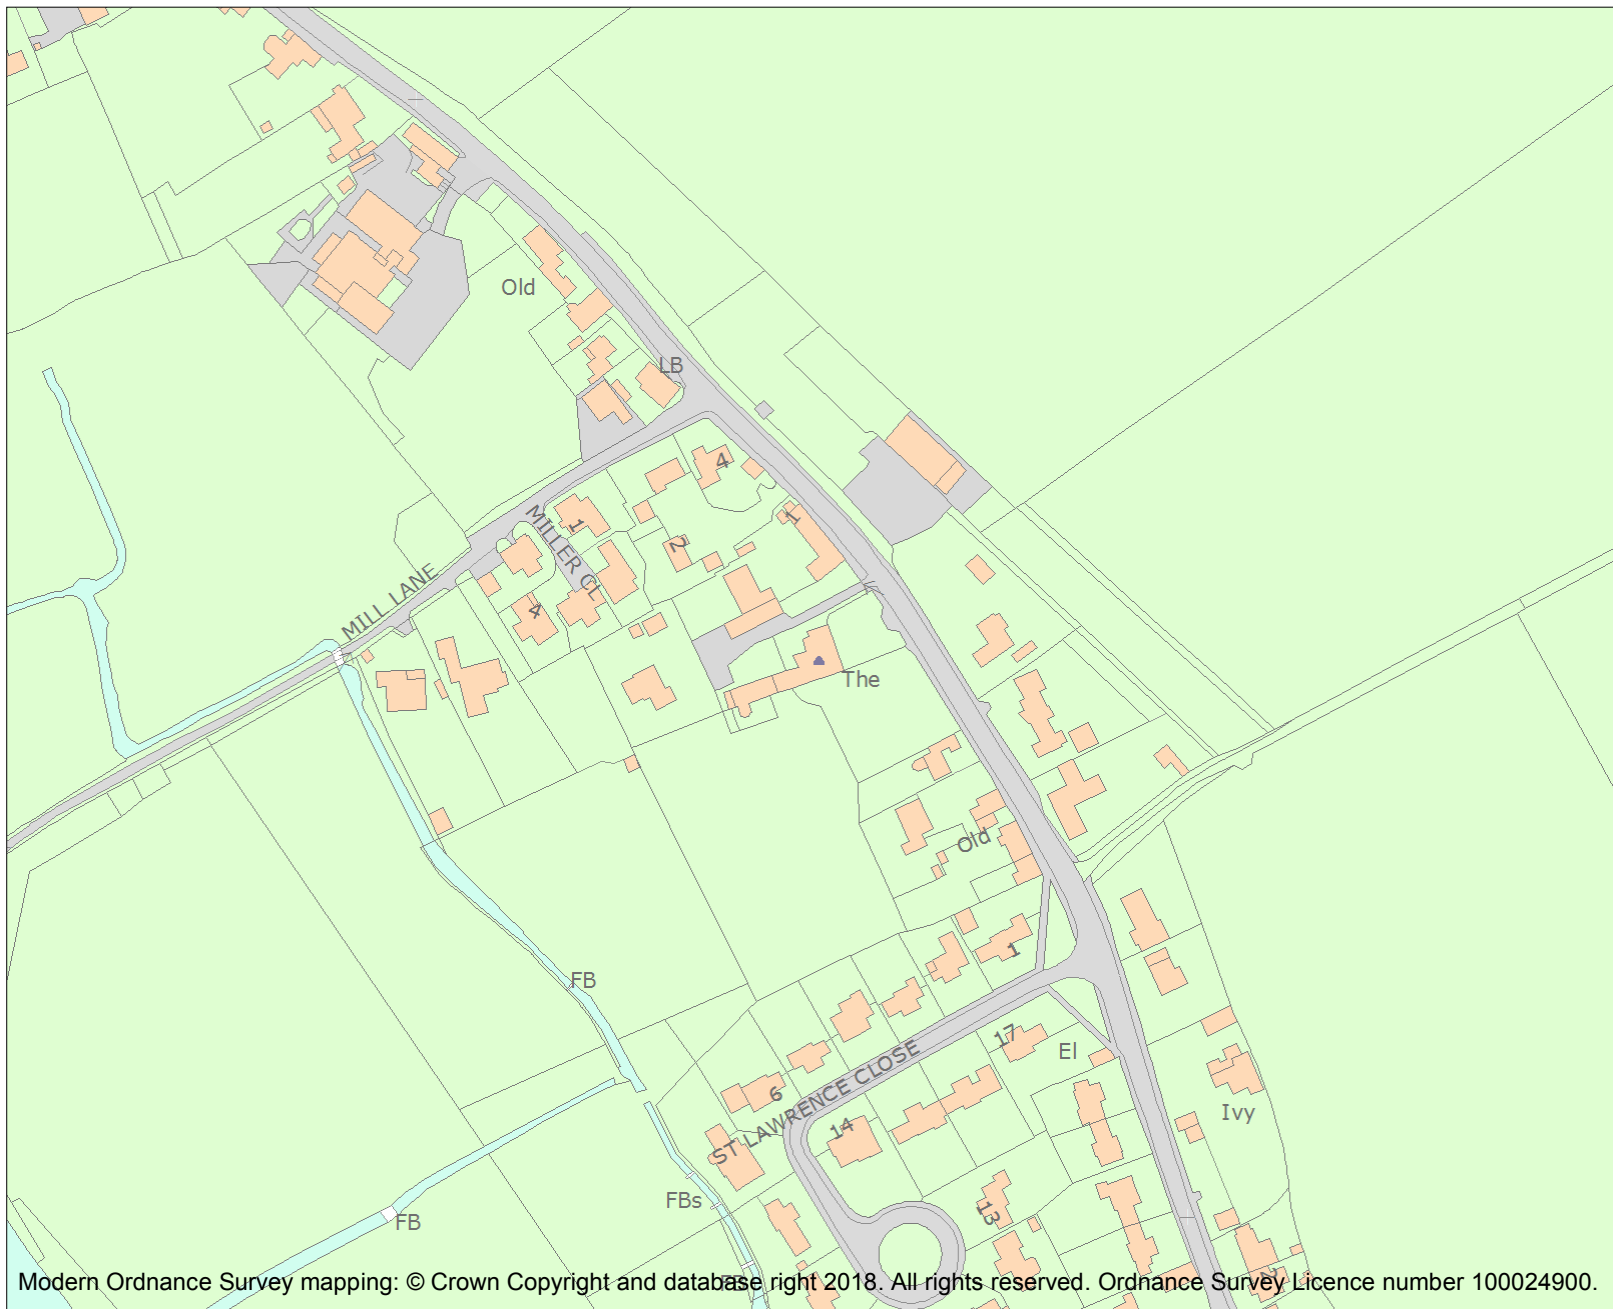 Old
LB
4
1
1
MILLER CL
2
MILL LANE
4
The
Old
1
FB
17
El
ST LAWRENCE CLOSE
6
Ivy
14
FBs
13
FB
FB
2
Modern Ordnance Survey mapping: © Crown Copyright and database right 2018. All rights reserved. Ordnance Survey Licence number 100024900.